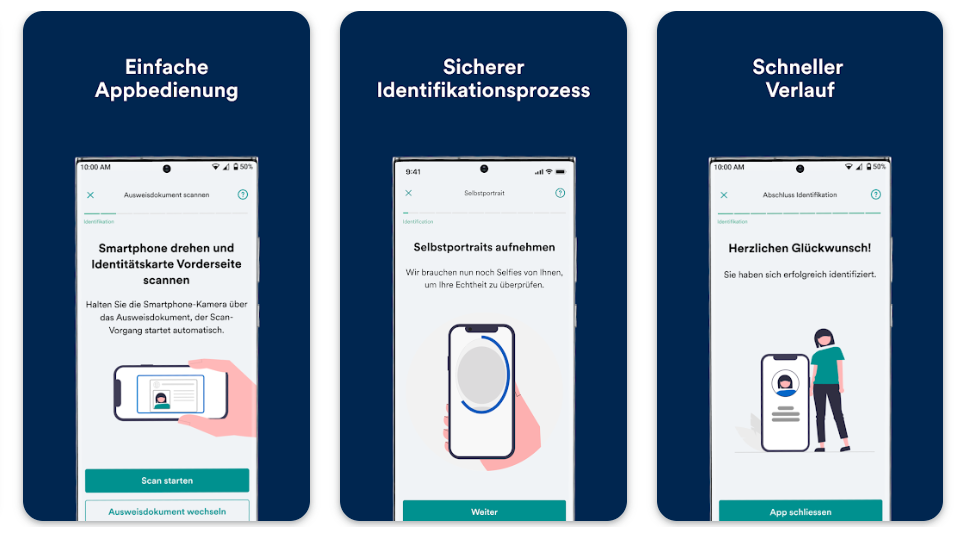 Einfache
Appbedienung
10:00 AM
50%
Ausweisdokument scannen
?
Identifikation
Smartphone drehen und
Identitätskarte Vorderseite
scannen
Halten Sie die Smartphone-Kamera über
das Ausweisdokument, der Scan-
Vorgang startet automatisch.
Scan starten
Ausweisdokument wechseln
Sicherer
Identifikationsprozess
9:41
Selbstportrait
?
Identification
Selbstportraits aufnehmen
Wir brauchen nun noch Selfies von Ihnen,
um Ihre Echtheit zu überprüfen.
Weiter
Schneller
Verlauf
10:00 AM
50%
Abschluss Identifikation
?
Identifikation
Herzlichen Glückwunsch!
Sie haben sich erfolgreich identifiziert.
App schliessen